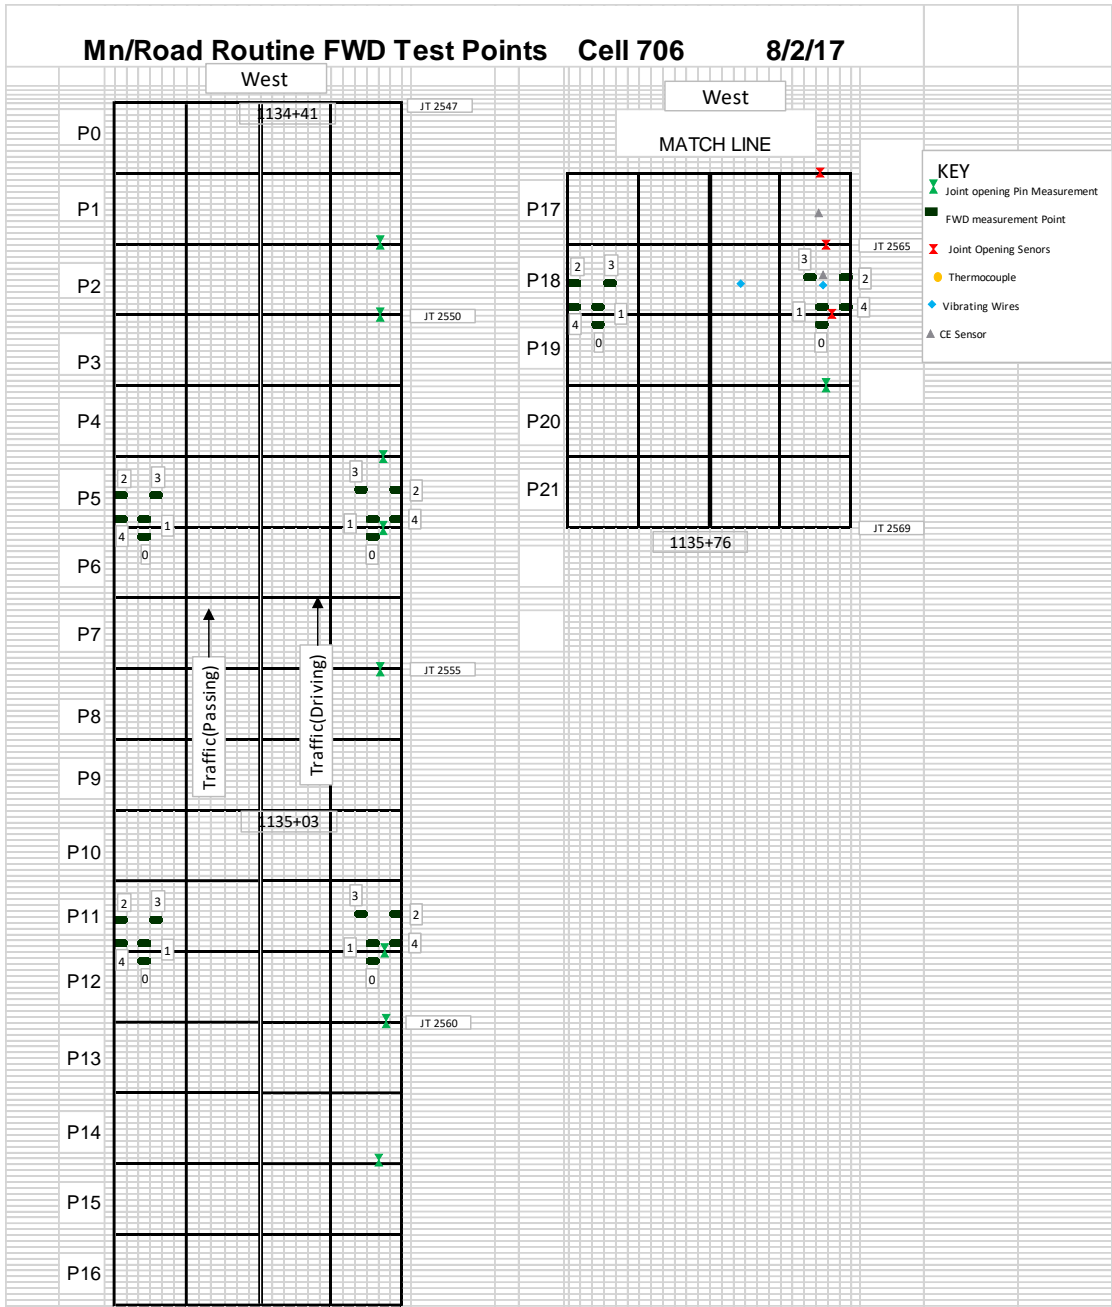 Mn/Road Routine FWD Test Points Cell 706 8/2/17
West
1134+41
JT 2547
P0
P1
P2
JT 2550
P3
P4
P5
2
3
3
2
1
1
4
4
0
0
P6
P7
Traffic(Passing)
Traffic(Driving)
JT 2555
P8
P9
1135+03
P10
P11
2
3
3
2
1
1
4
4
0
0
P12
JT 2560
P13
P14
P15
P16
West
MATCH LINE
P17
JT 2565
P18
2
3
3
2
1
1
4
4
0
0
P19
P20
P21
JT 2569
1135+76
KEY
Joint opening Pin Measurement
FWD measurement Point
Joint Opening Senors
Thermocouple
Vibrating Wires
CE Sensor